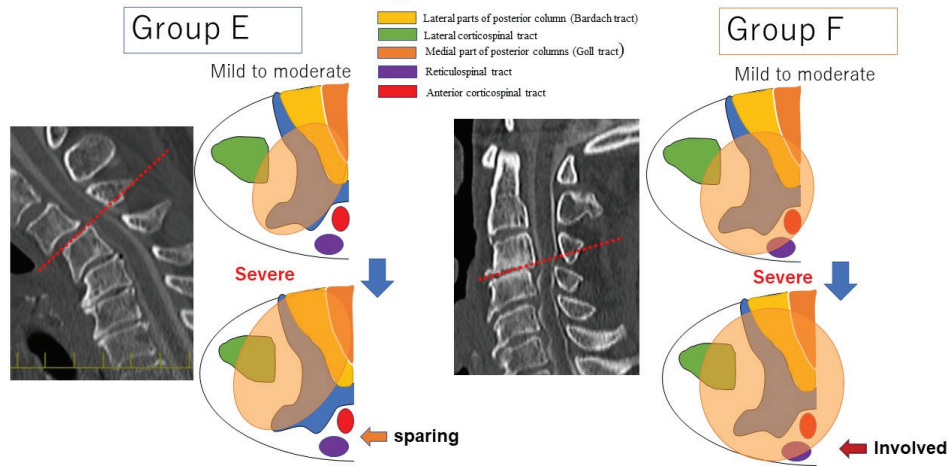 Group E
Mild to moderate
Lateral parts of posterior column (Bardach tract)
Lateral corticospinal tract
Medial part of posterior columns (Goll tract)
Reticulospinal tract
Anterior corticospinal tract
Group F
Mild to moderate
Severe
sparing
Severe
Involved